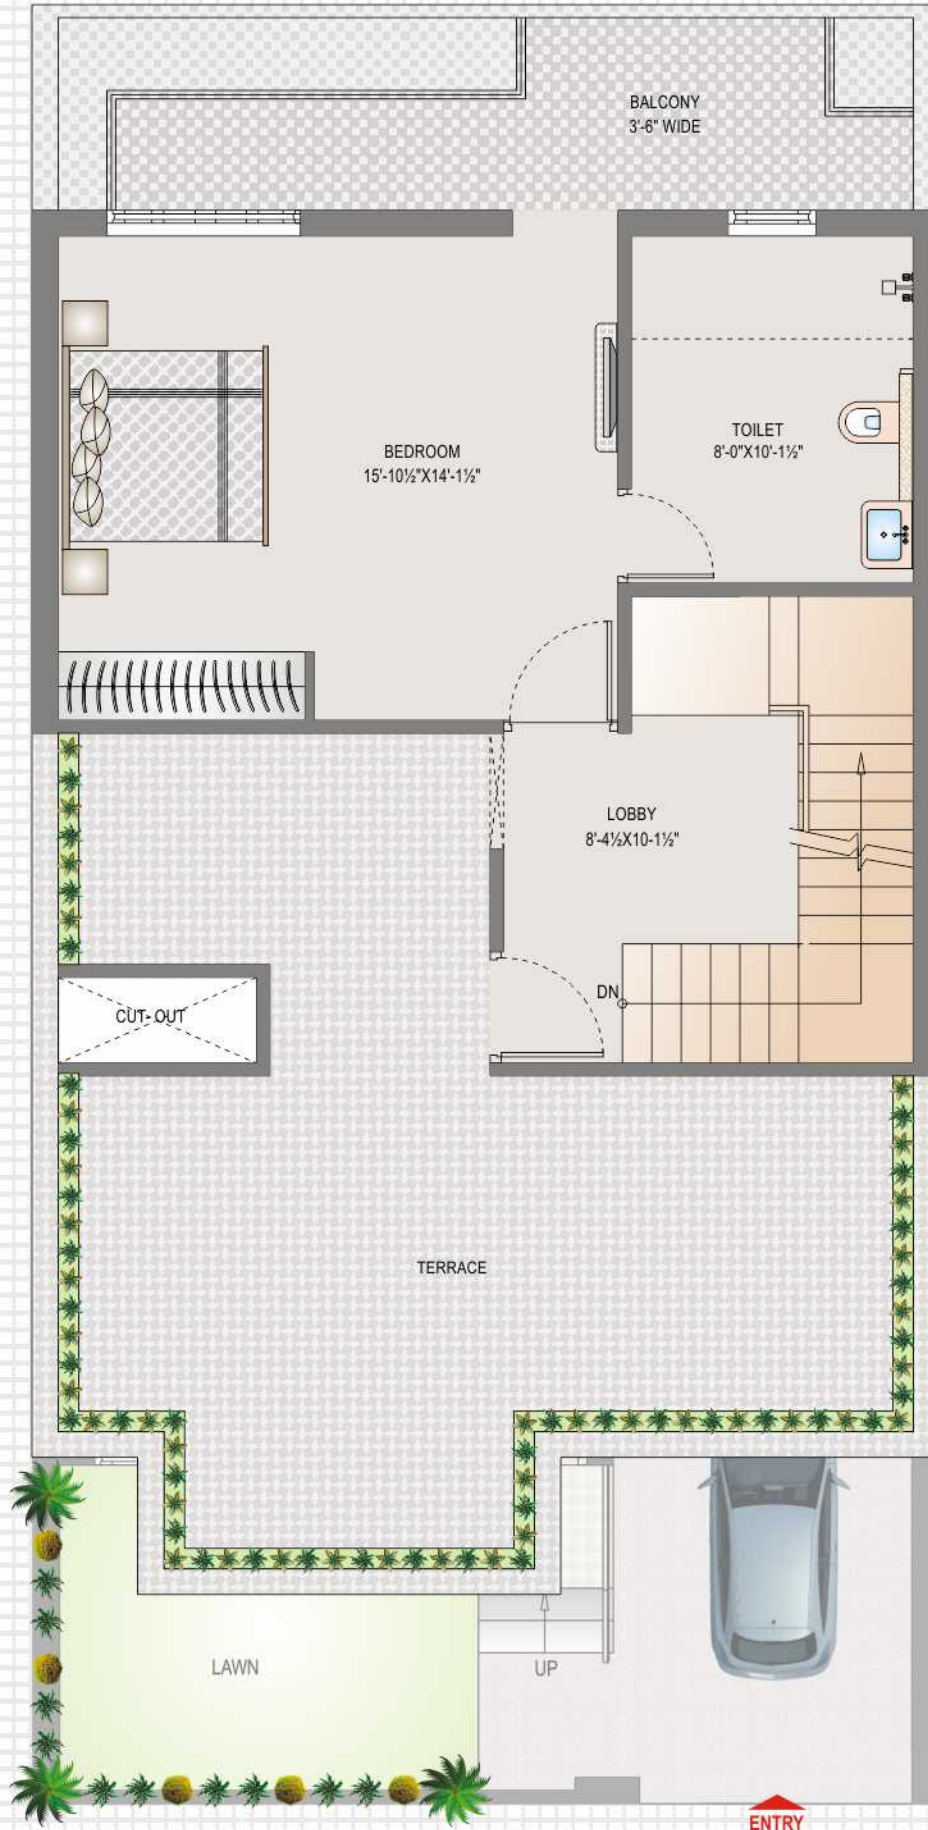 BALCONY
3'-6" WIDE
BEDROOM
15'-10½"X14'-1½"
TOILET
8'-0"X10'-1½"
LOBBY
8'-4½X10-1½"
DN
CUT- OUT
TERRACE
LAWN
UP
ENTRY